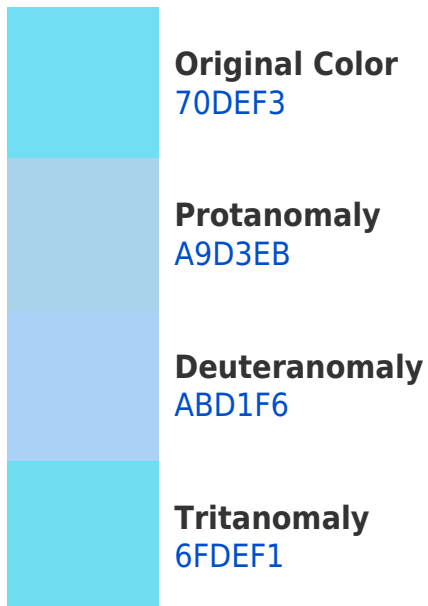 Original Color
70DEF3
Protanomaly
A9D3EB
Deuteranomaly
ABD1F6
Tritanomaly
6FDEF1